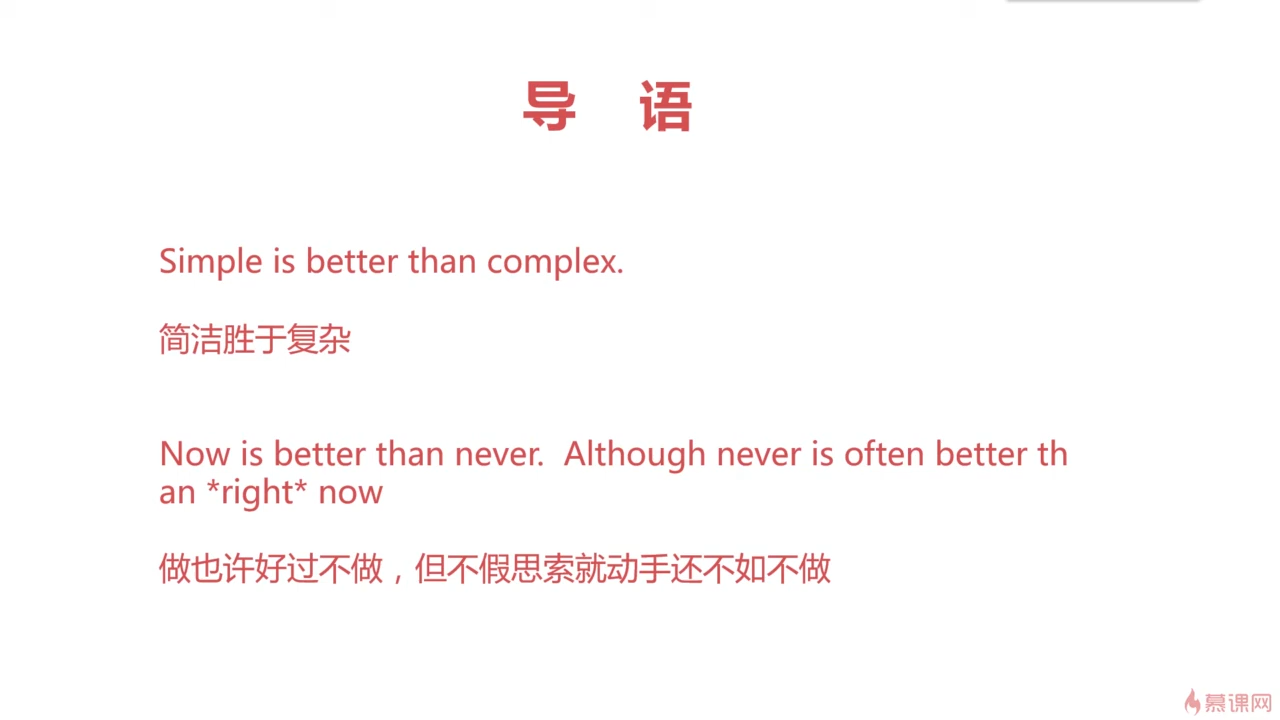 导 语
Simple is better than complex.
简洁胜于复杂
Now is better than never.  Although never is often better th
an *right* now
做也许好过不做，但不假思索就动手还不如不做
慕课网